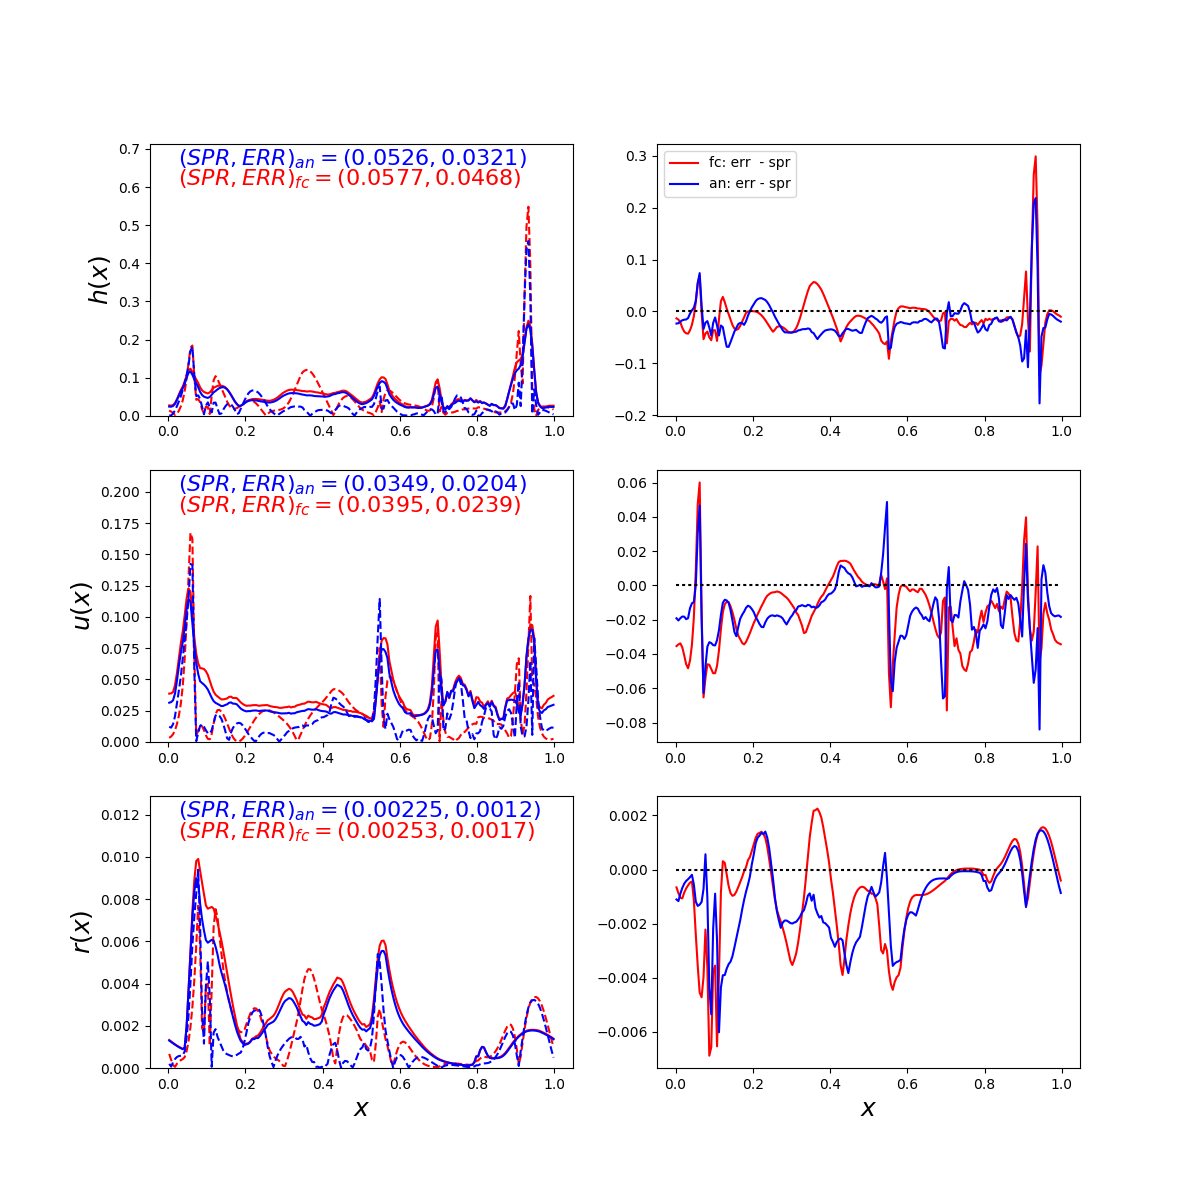 (SPR, ERR)an = (0.0526, 0.0321)
(SPR, ERR)fc = (0.0577, 0.0468)
h(x)
0.7
0.6
0.5
0.4
0.3
0.2
0.1
0.0
0.0 0.2 0.4 0.6 0.8 1.0
fc: err - spr
an: err - spr
0.3
0.2
0.1
0.0
−0.1
−0.2
0.0 0.2 0.4 0.6 0.8 1.0
(SPR, ERR)an = (0.0349, 0.0204)
(SPR, ERR)fc = (0.0395, 0.0239)
u(x)
0.200
0.175
0.150
0.125
0.100
0.075
0.050
0.025
0.000
0.0 0.2 0.4 0.6 0.8 1.0
0.06
0.04
0.02
0.00
−0.02
−0.04
−0.06
−0.08
0.0 0.2 0.4 0.6 0.8 1.0
(SPR, ERR)an = (0.00225, 0.0012)
(SPR, ERR)fc = (0.00253, 0.0017)
r(x)
0.012
0.010
0.008
0.006
0.004
0.002
0.000
0.0 0.2 0.4 0.6 0.8 1.0
x
0.002
0.000
−0.002
−0.004
−0.006
0.0 0.2 0.4 0.6 0.8 1.0
x